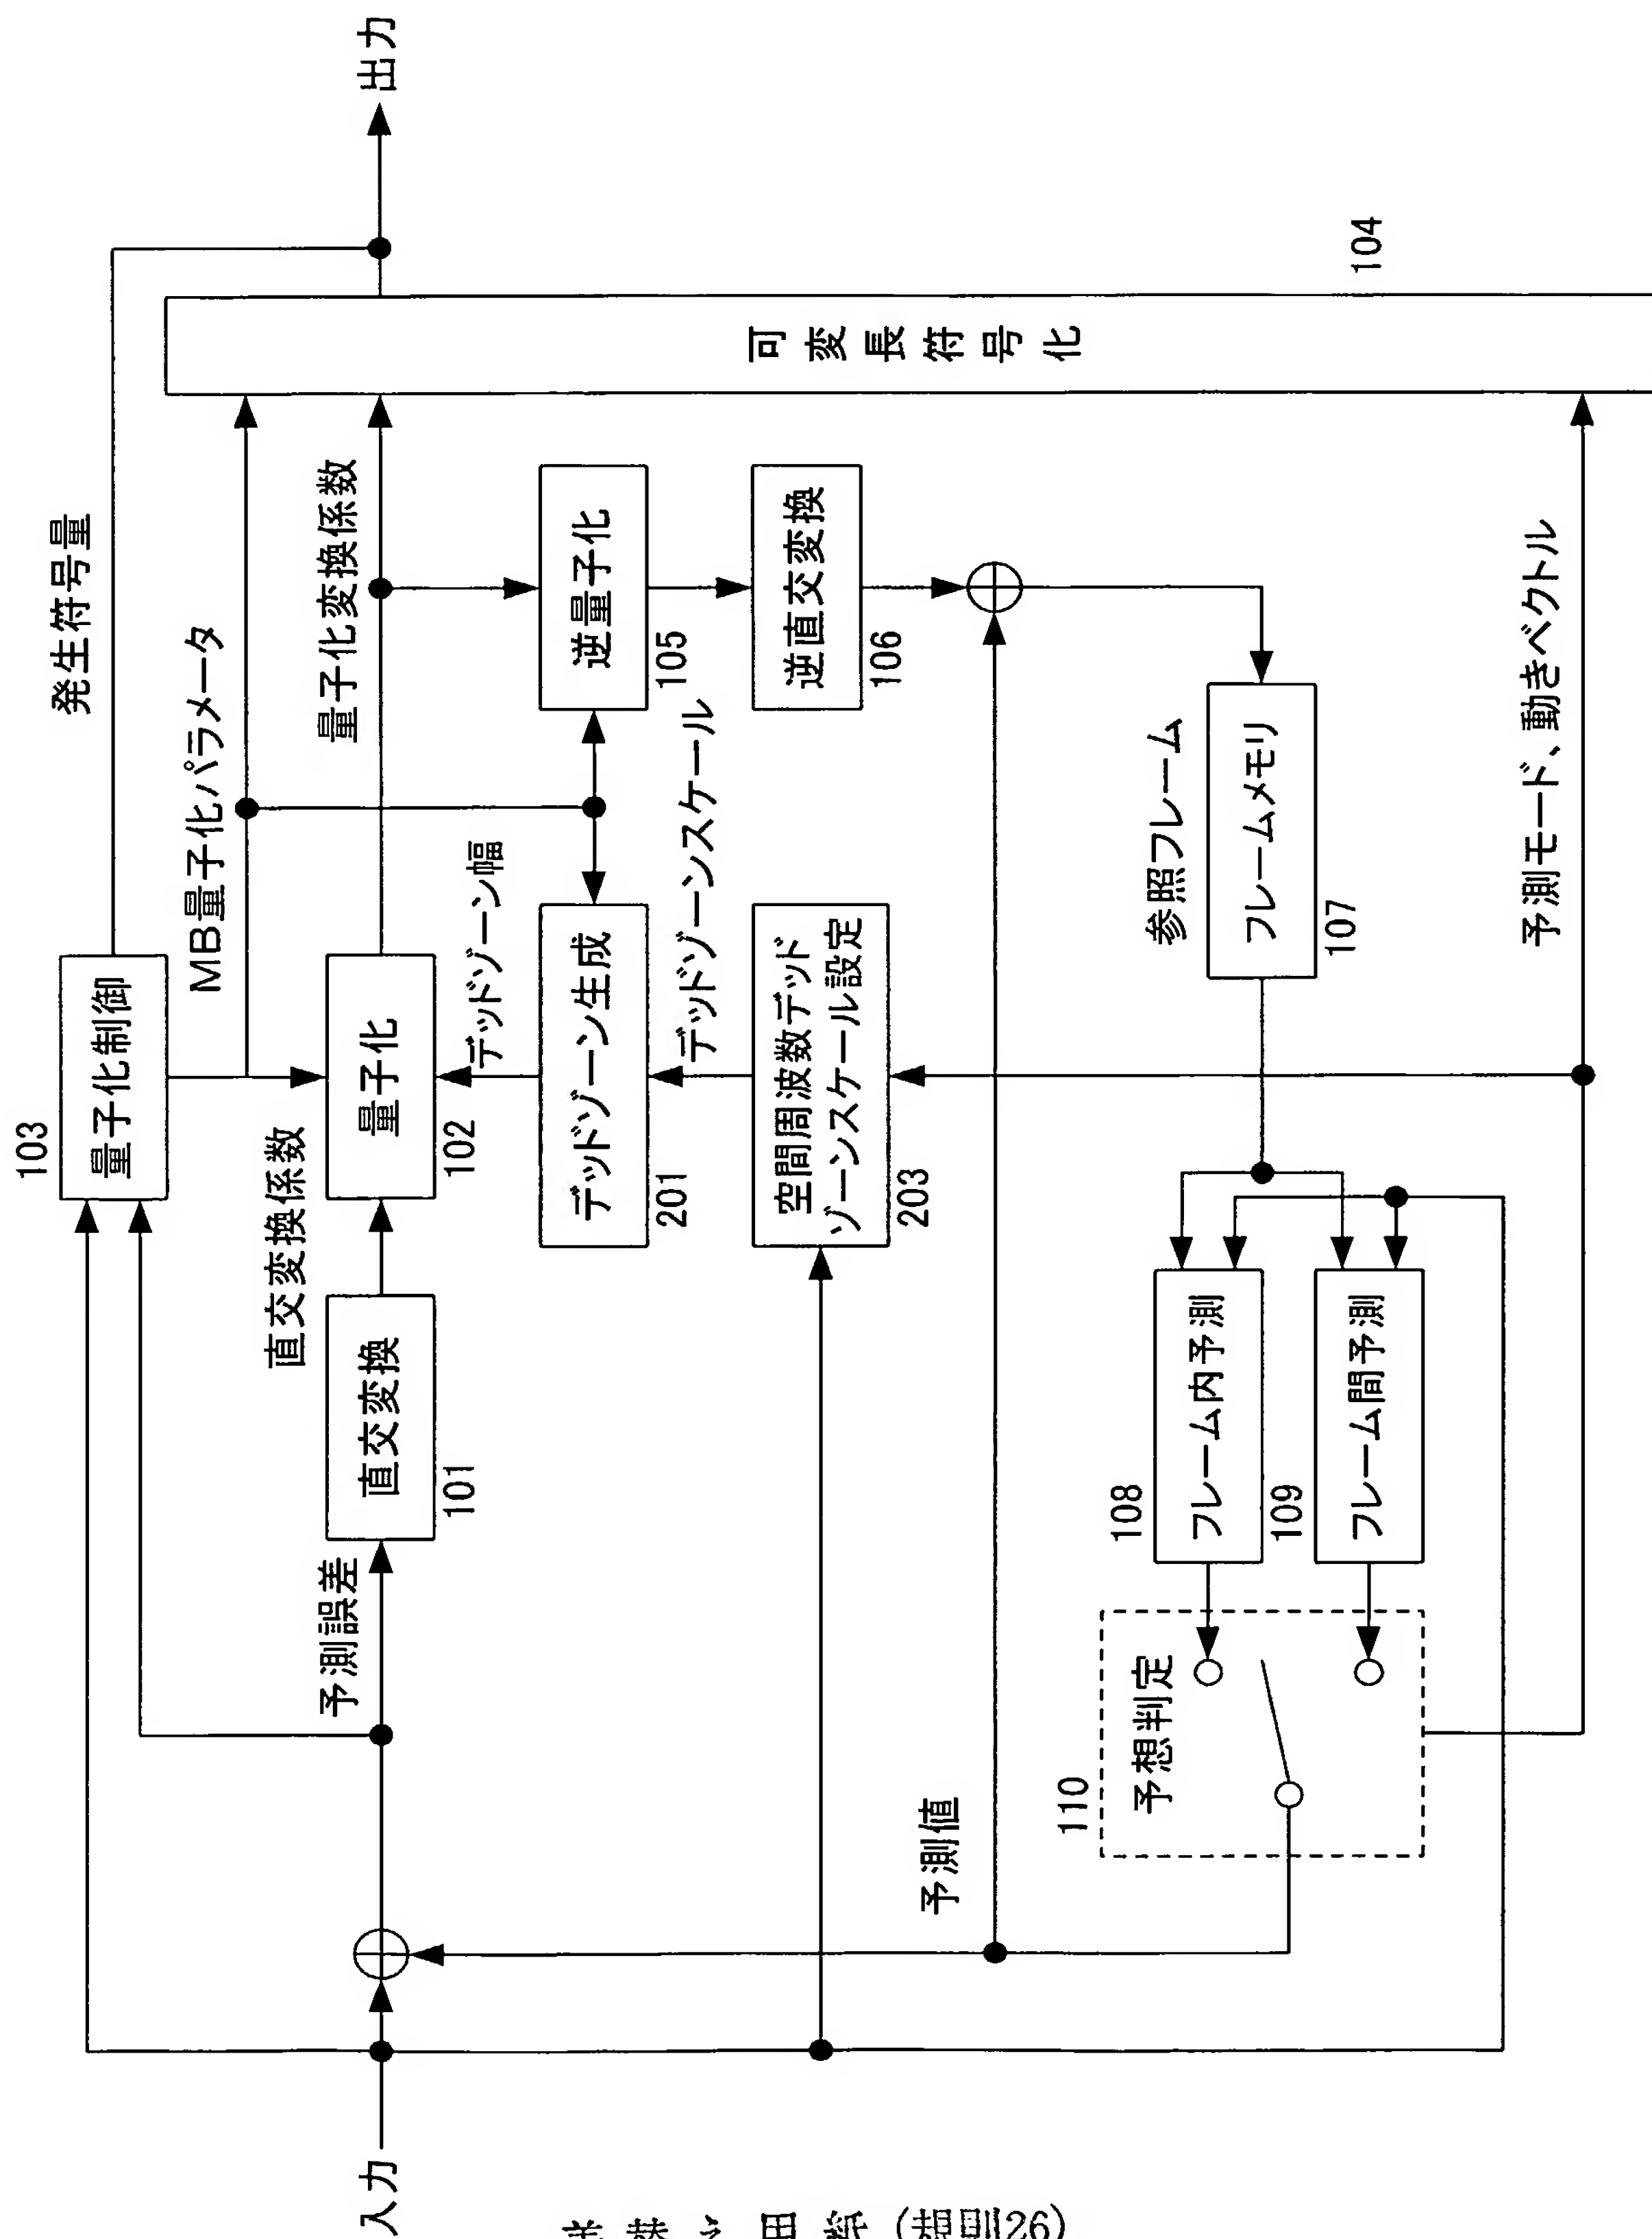 発生符号量
103
量子化制御
MB量子化パラメータ
直交変換係数
量子化変換係数
出力
予測誤差
直交変換
101
量子化
102
デッドゾーン幅
逆量子化
105
デッドゾーン生成
201
デッドゾーンスケール
逆直交変換
106
空間周波数デッド
ゾーンスケール設定
203
可変長符号化
104
入力
予測値
参照フレーム
フレームメモリ
107
110
予想判定
108
フレーム内予測
109
フレーム間予測
予測モード、動きベクトル
差替え用紙(規則26)